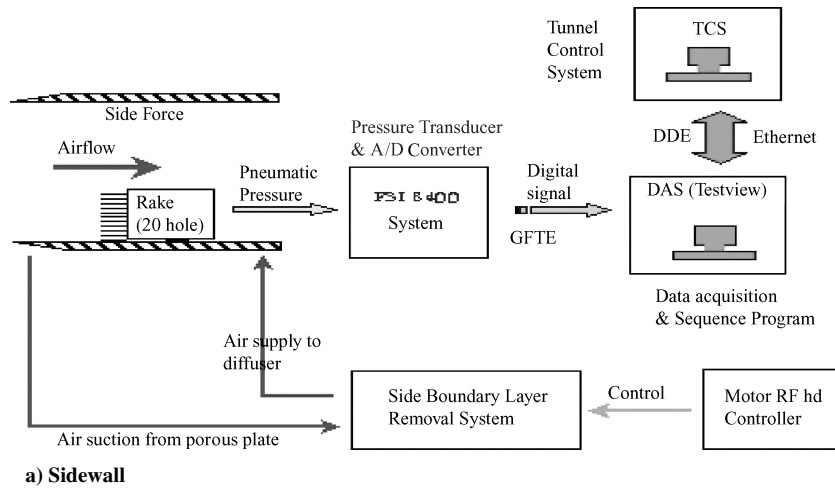 Tunnel
Control
System
TCS
Side Force
Airflow
Pressure Transducer
& A/D Converter
DDE
Ethernet
Pneumatic
Pressure
Digital
signal
DAS (Testview)
Rake
(20 hole)
PSI 8400
System
GFTE
Data acquisition
& Sequence Program
Air supply to
diffuser
Side Boundary Layer
Removal System
Control
Motor RF hd
Controller
Air suction from porous plate
a) Sidewall